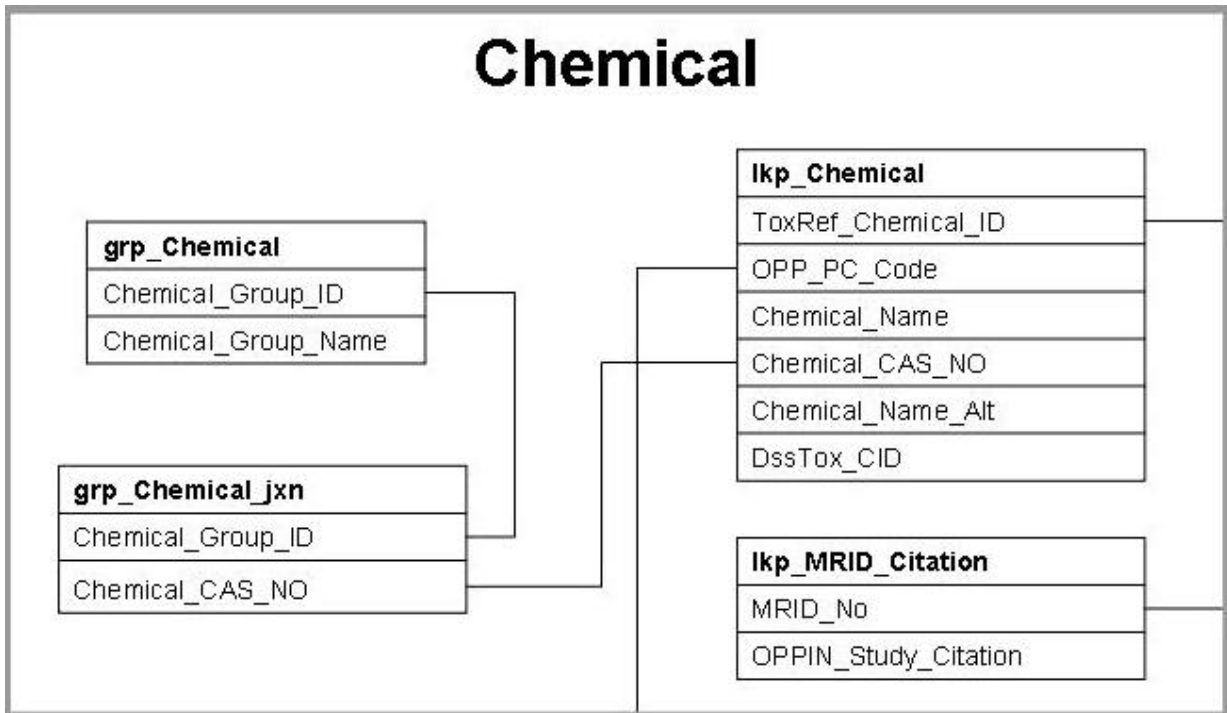 Chemical
grp_Chemical
Chemical_Group_ID
Chemical_Group_Name
grp_Chemical_jxn
Chemical_Group_ID
Chemical_CAS_NO
lkp_Chemical
ToxRef_Chemical_ID
OPP_PC_Code
Chemical_Name
Chemical_CAS_NO
Chemical_Name_Alt
DssTox_CID
lkp_MRID_Citation
MRID_No
OPPIN_Study_Citation